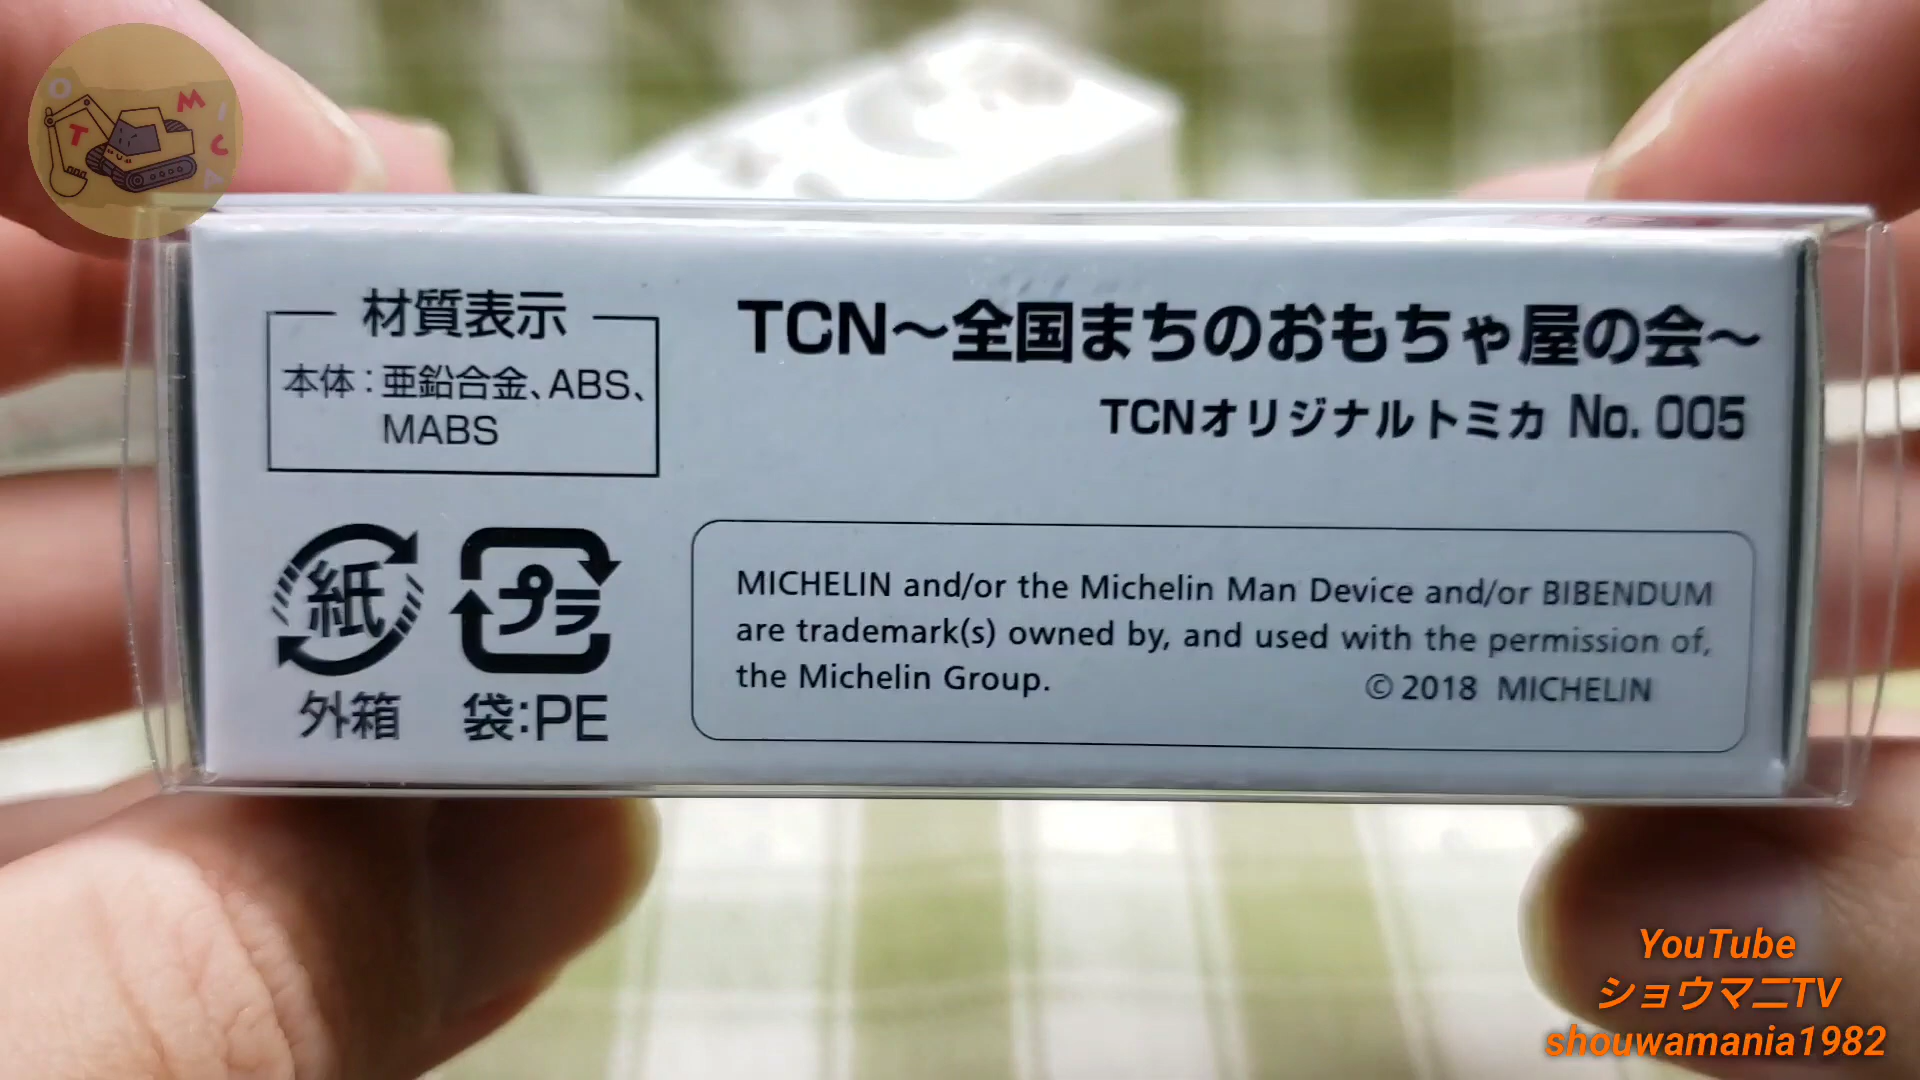 TOMICA
材質表示
本体：亜鉛合金、ABS、
MABS
TCN～全国まちのおもちゃ屋の会～
TCNオリジナルトミカ No. 005
紙
外箱
プラ
袋：PE
MICHELIN and/or the Michelin Man Device and/or BIBENDUM
are trademark(s) owned by, and used with the permission of,
the Michelin Group.
© 2018 MICHELIN
YouTube
ショウマニTV
shouwamania1982